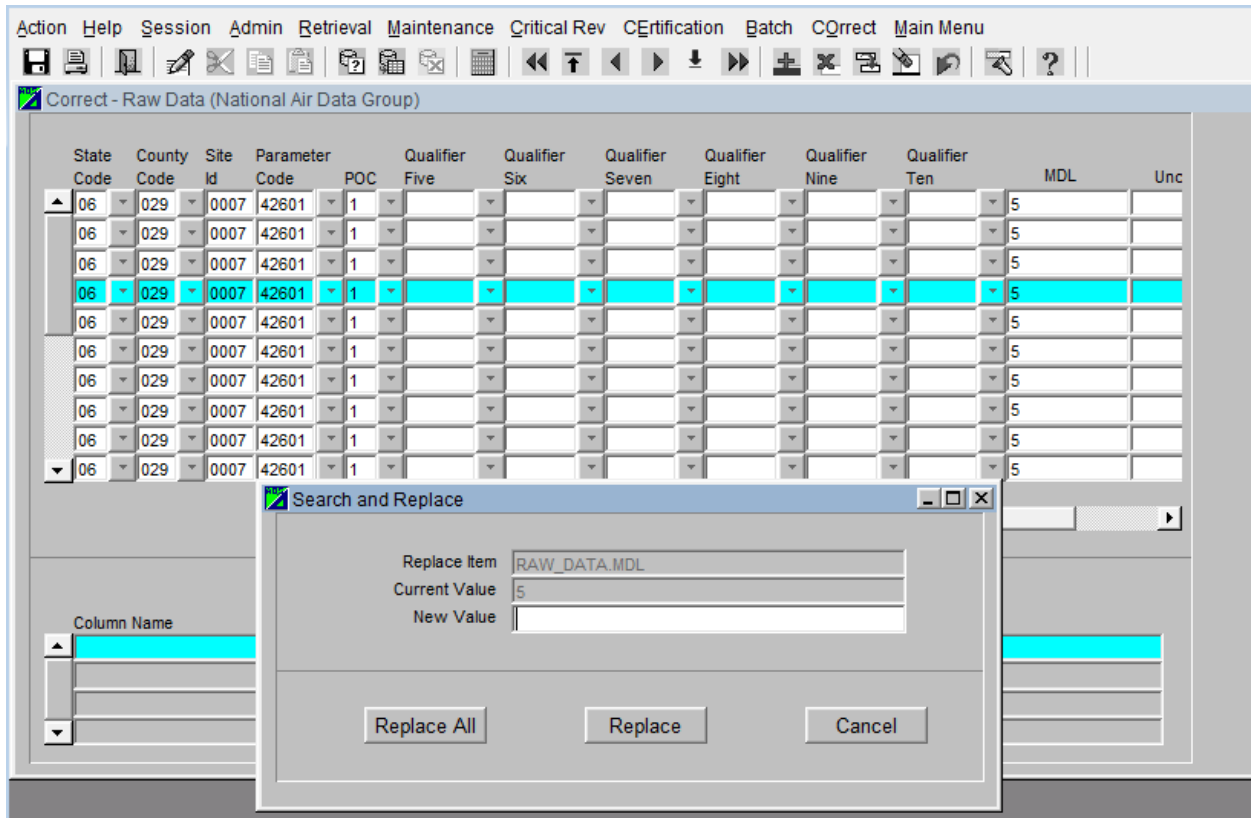 Action Help Session Admin Retrieval Maintenance Critical Rev CErtification Batch COrrect Main Menu
Correct - Raw Data (National Air Data Group)
State County Site Parameter Qualifier Qualifier Qualifier Qualifier Qualifier Qualifier
Code Code Id Code POC Five Six Seven Eight Nine Ten MDL Unc
06 029 0007 42601 1 5
06 029 0007 42601 1 5
06 029 0007 42601 1 5
06 029 0007 42601 1 5
06 029 0007 42601 1 5
06 029 0007 42601 1 5
06 029 0007 42601 1 5
06 029 0007 42601 1 5
06 029 0007 42601 1 5
06 029 0007 42601 1 5
Search and Replace
Replace Item RAW_DATA.MDL
Current Value 5
New Value
Column Name
Replace All Replace Cancel